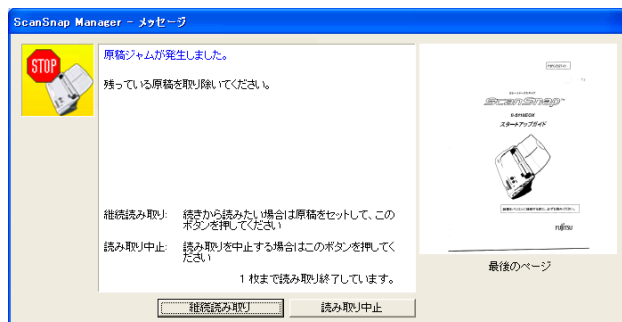 ScanSnap Manager - メッセージ
STOP
原稿ジャムが発生しました。
残っている原稿を取り除いてください。
継続読み取り: 続きから読みたい場合は原稿をセットして、この
ボタンを押してください
読み取り中止: 読み取りを中止する場合はこのボタンを押してく
ださい
1 枚まで読み取り終了しています。
継続読み取り
読み取り中止
ScanSnap
スタートアップガイド
FUJITSU
最後のページ